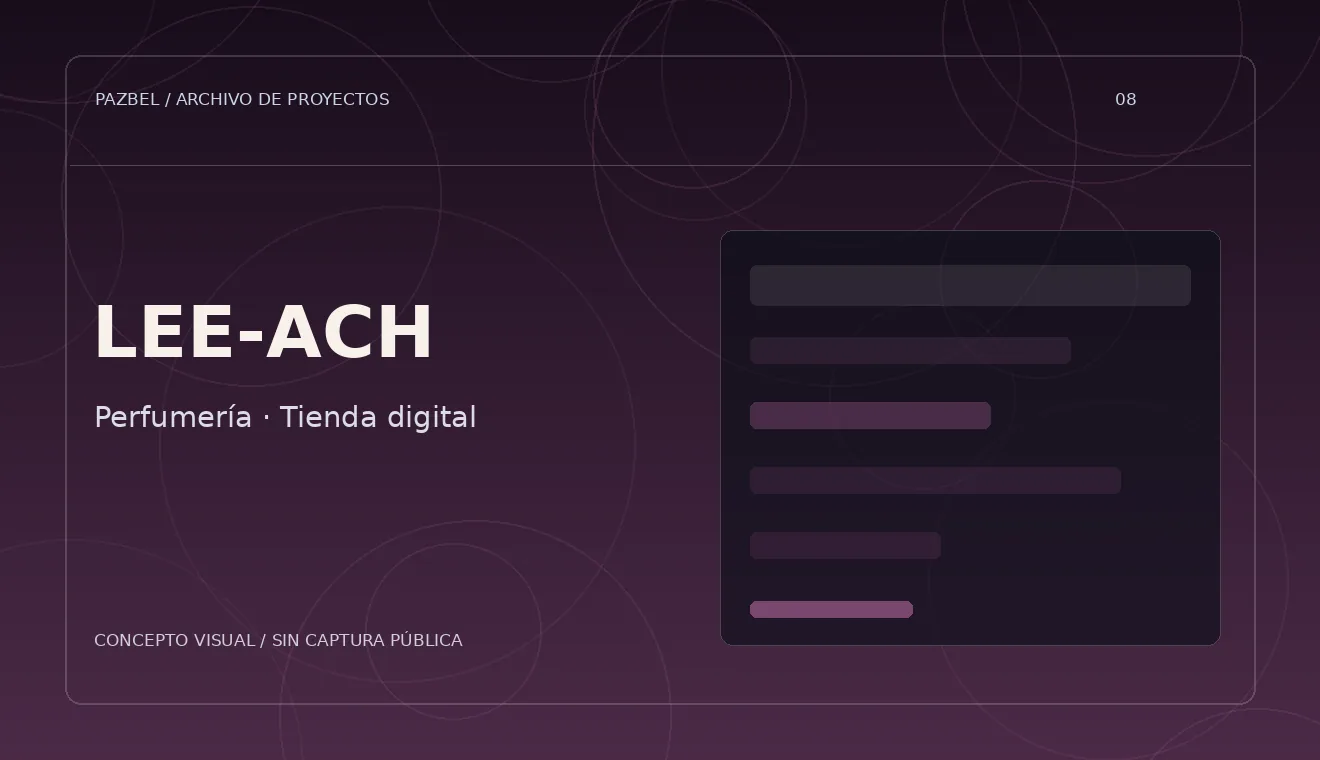 PAZBEL / ARCHIVO DE PROYECTOS
08
LEE-ACH
Perfumería · Tienda digital
CONCEPTO VISUAL / SIN CAPTURA PÚBLICA